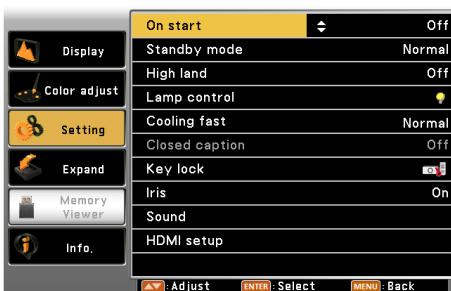 Display
Color adjust
Setting
Expand
Memory
Viewer
Info.
On start Off
Standby mode Normal
High land Off
Lamp control
Cooling fast Normal
Closed caption Off
Key lock
Iris On
Sound
HDMI setup
:Adjust ENTER:Select MENU:Back